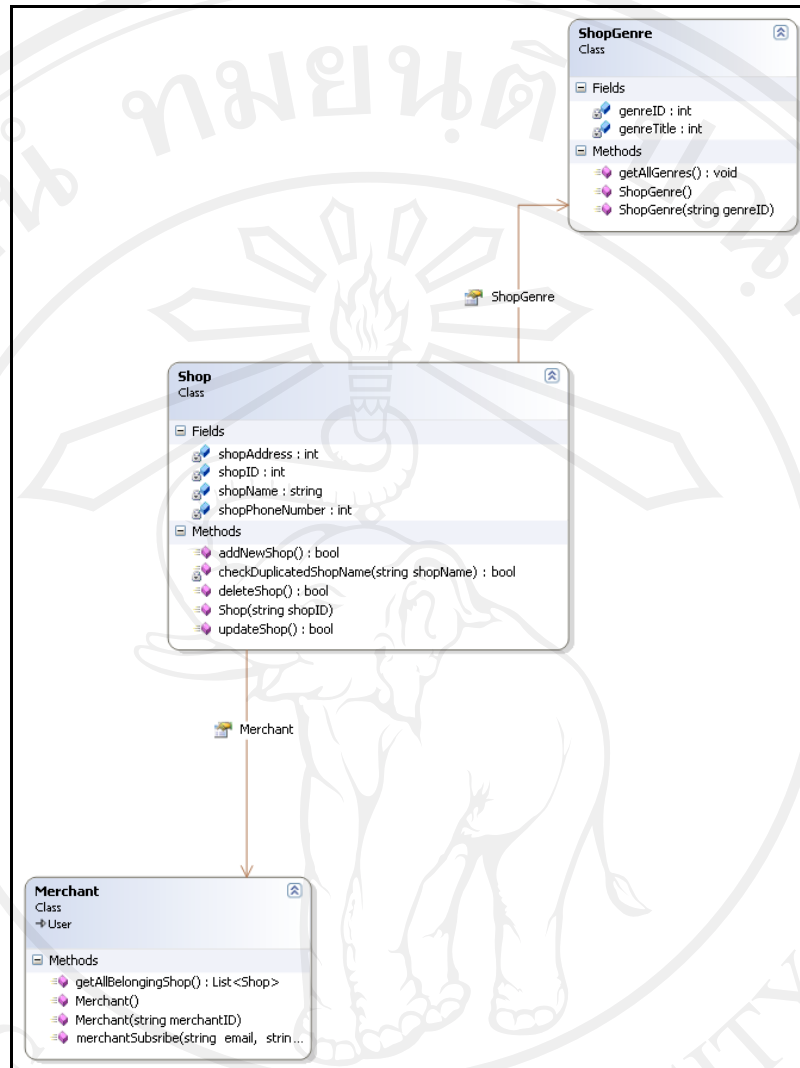 ShopGenre
Class
Fields
genreID : int
genreTitle : int
Methods
getAllGenres() : void
ShopGenre()
ShopGenre(string genreID)
ShopGenre
Shop
Class
Fields
shopAddress : int
shopID : int
shopName : string
shopPhoneNumber : int
Methods
addNewShop() : bool
checkDuplicatedShopName(string shopName) : bool
deleteShop() : bool
Shop(string shopID)
updateShop() : bool
Merchant
Merchant
Class
User
Methods
getAllBelongingShop() : List<Shop>
Merchant()
Merchant(string merchantID)
merchantSubsribe(string email, strin...